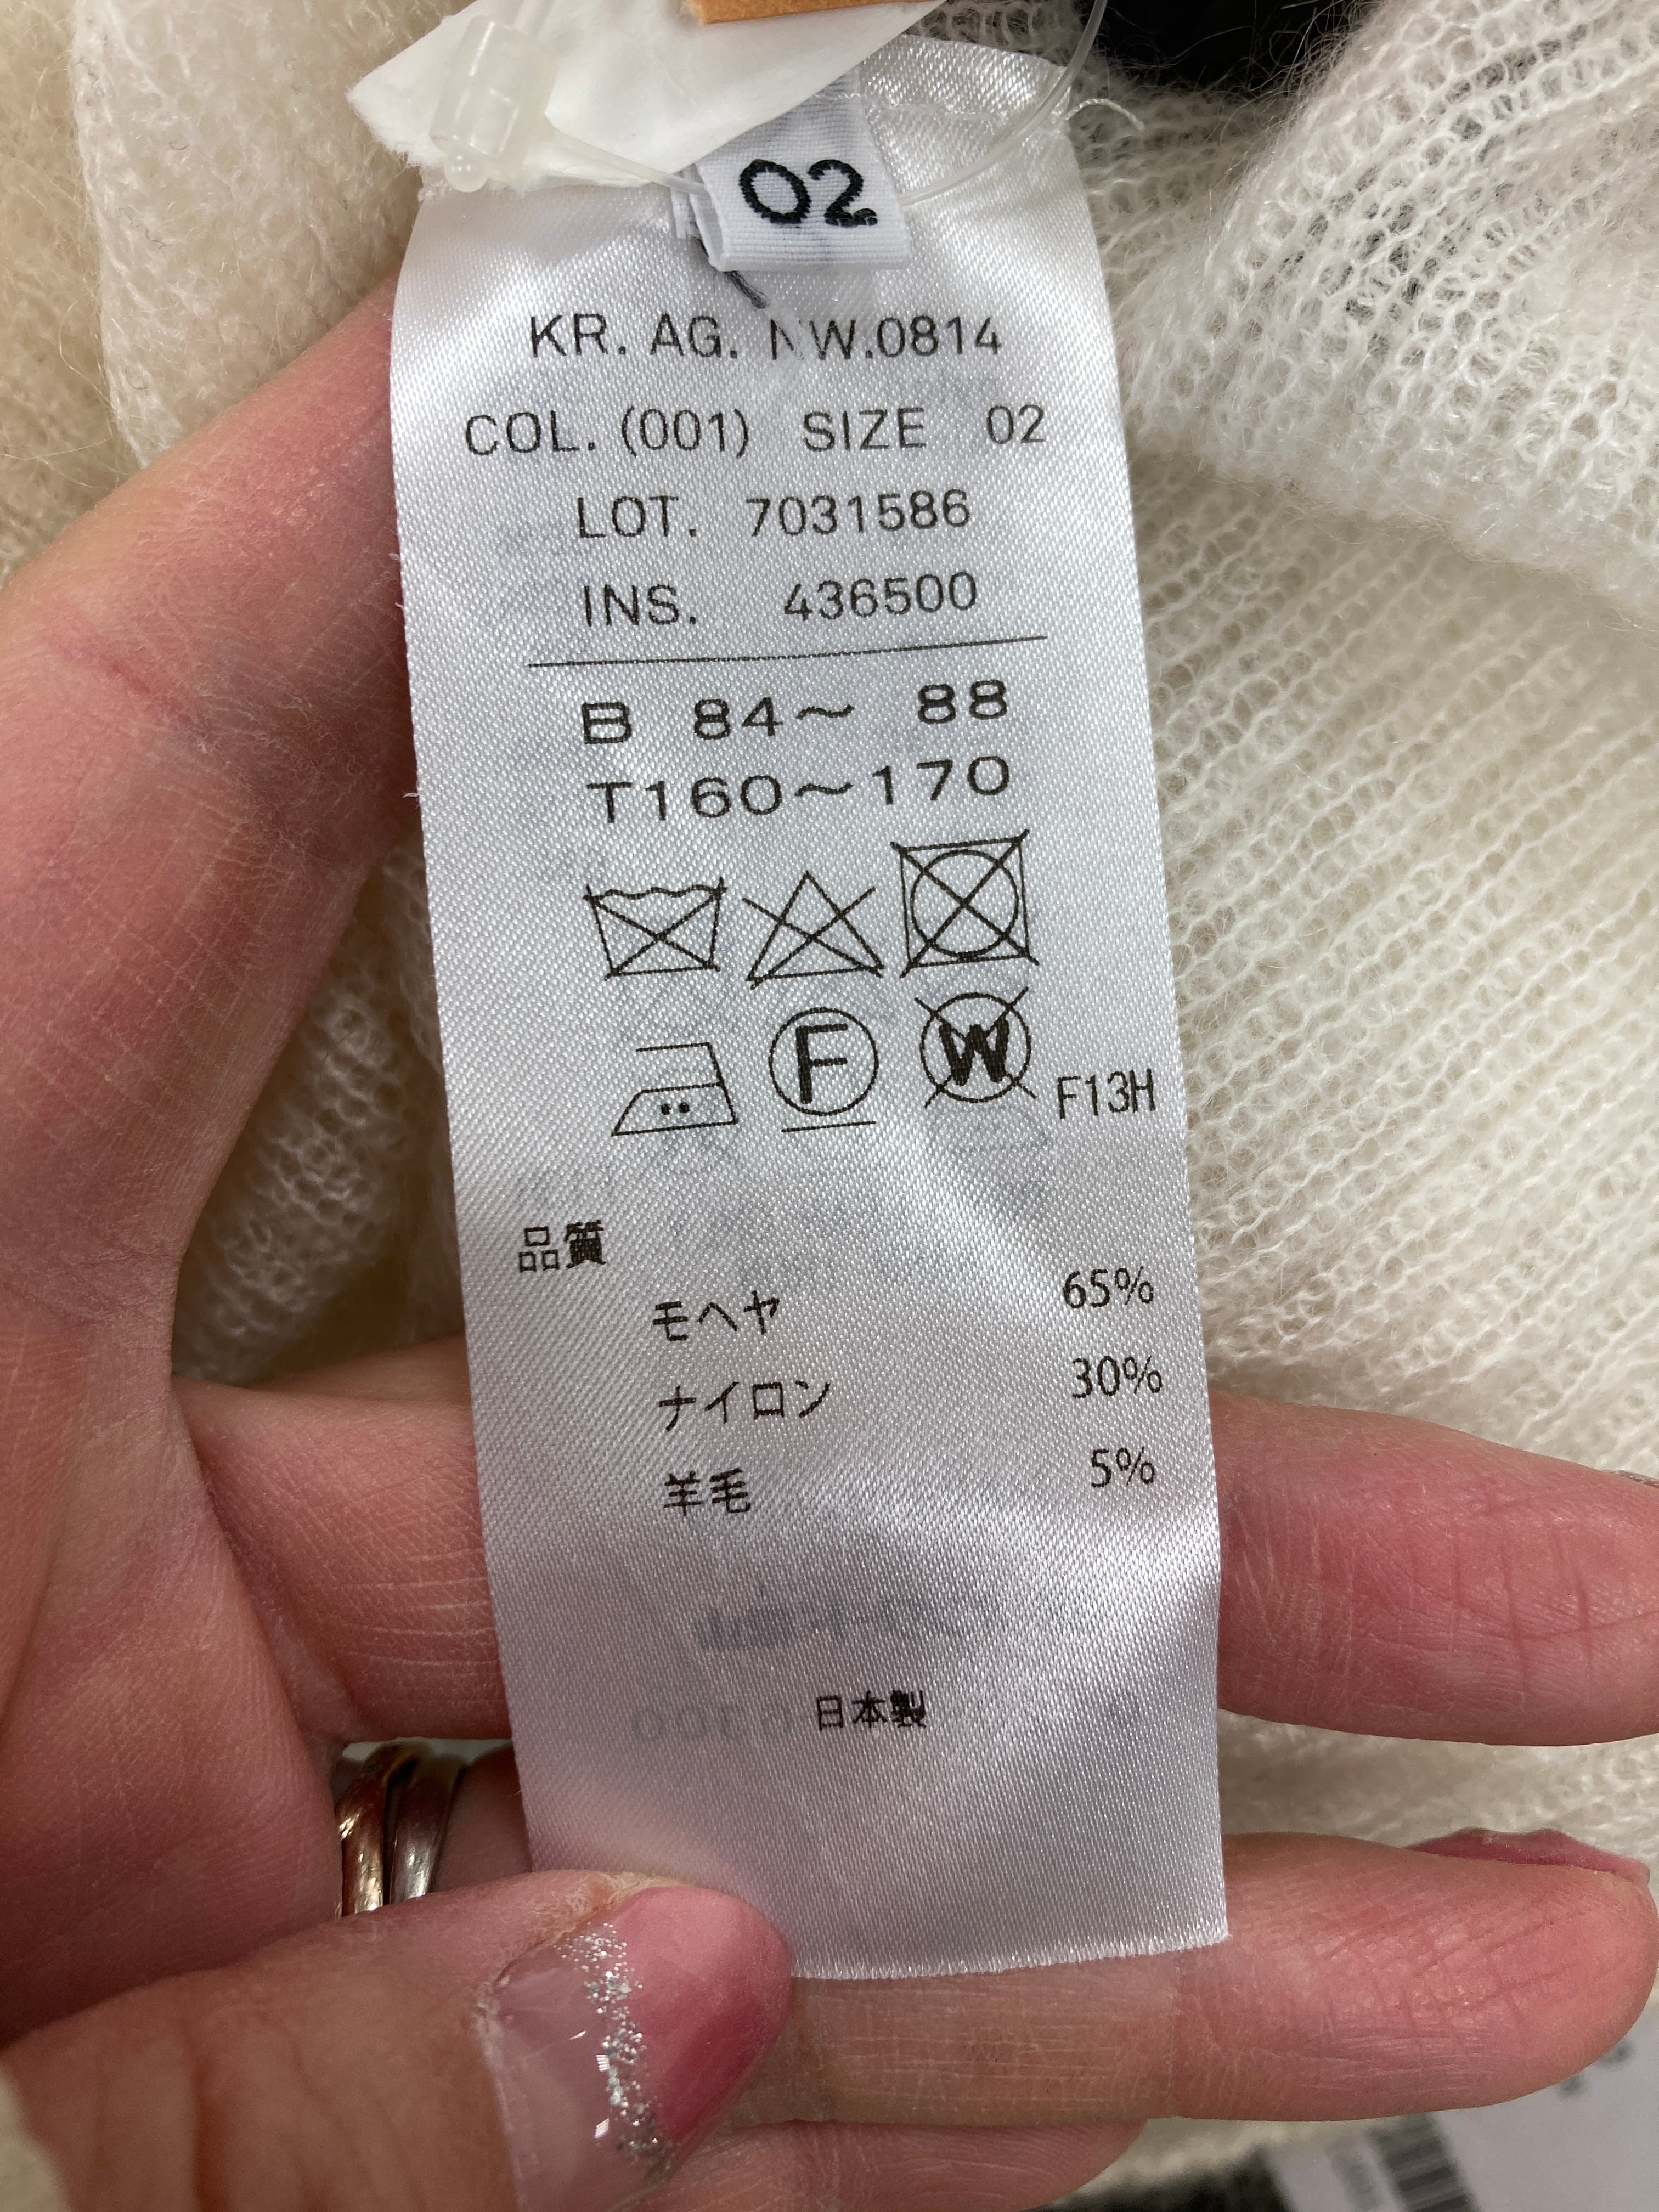 02
KR. AG. NW.0814
COL. (001) SIZE 02
LOT. 7031586
INS. 436500
B 84～ 88
T160～170
F W F13H
品質
モヘヤ 65%
ナイロン 30%
羊毛 5%
日本製